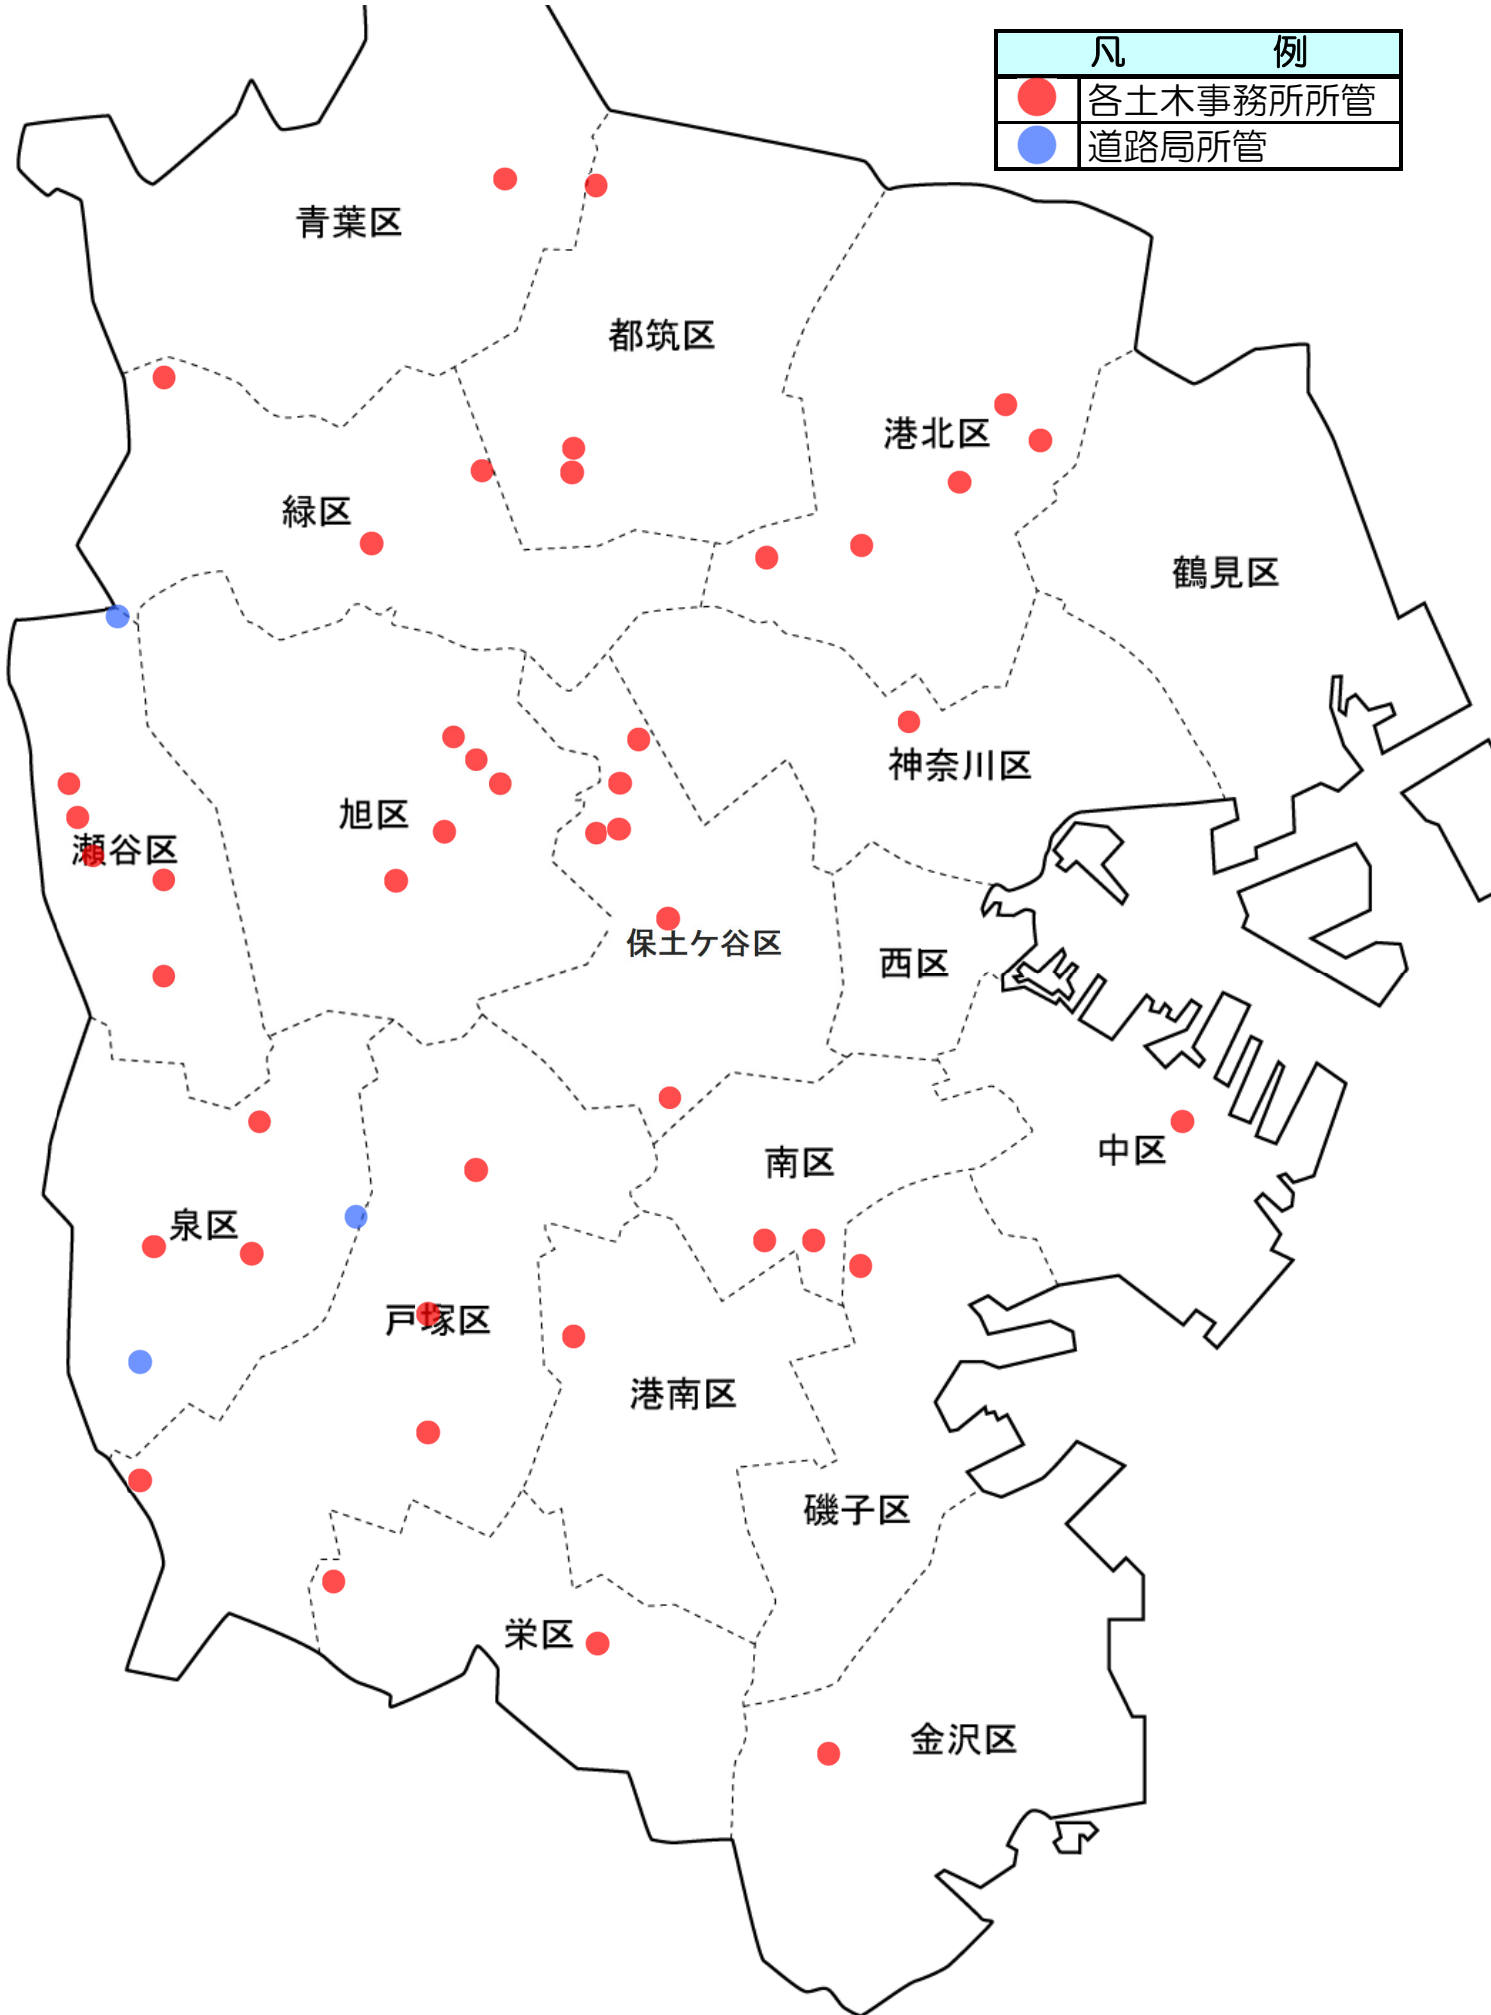 凡例
各土木事務所所管
道路局所管
青葉区
都筑区
港北区
緑区
鶴見区
神奈川区
旭区
瀬谷区
保土ケ谷区
西区
中区
南区
泉区
戸塚区
港南区
磯子区
栄区
金沢区